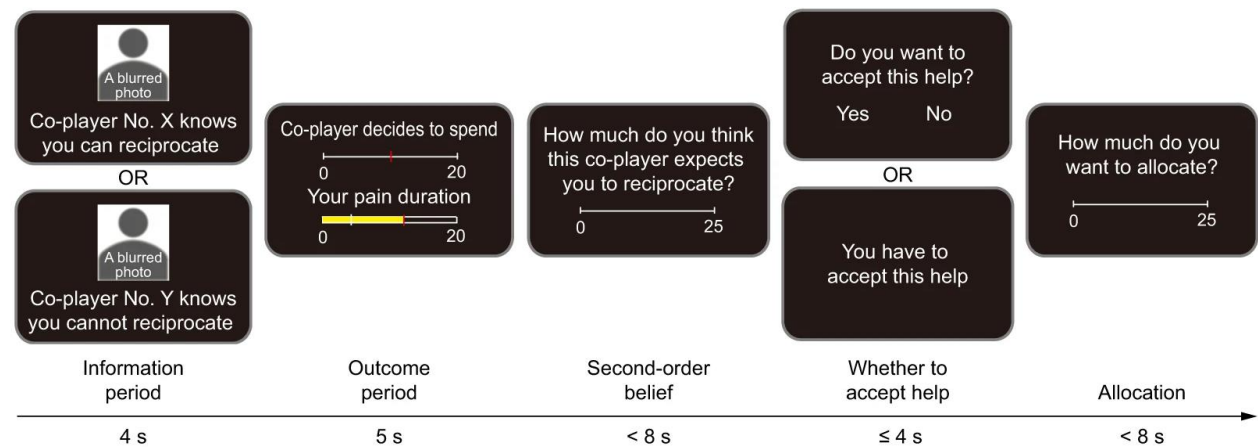 A blurred
photo
Co-player No. X knows
you can reciprocate
OR
A blurred
photo
Co-player No. Y knows
you cannot reciprocate
Co-player decides to spend
0 20
Your pain duration
0 20
How much do you think
this co-player expects
you to reciprocate?
0 25
Do you want to
accept this help?
Yes No
OR
You have to
accept this help
How much do you
want to allocate?
0 25
Information
period
Outcome
period
Second-order
belief
Whether to
accept help
Allocation
4 s
5 s
< 8 s
≤ 4 s
< 8 s